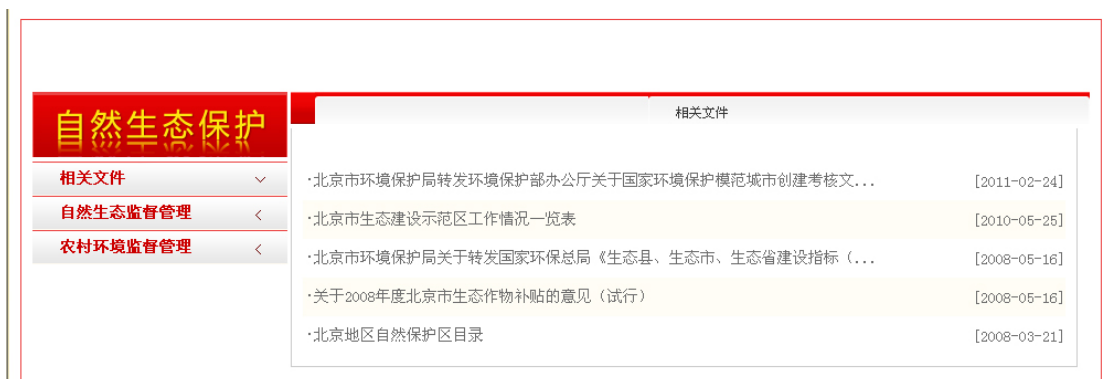 自然生态保护
相关文件
自然生态监督管理
农村环境监督管理
相关文件
·北京市环境保护局转发环境保护部办公厅关于国家环境保护模范城市创建考核文... [2011-02-24]
·北京市生态建设示范区工作情况一览表 [2010-05-25]
·北京市环境保护局关于转发国家环保总局《生态县、生态市、生态省建设指标（... [2008-05-16]
·关于2008年度北京市生态作物补贴的意见（试行） [2008-05-16]
·北京地区自然保护区目录 [2008-03-21]